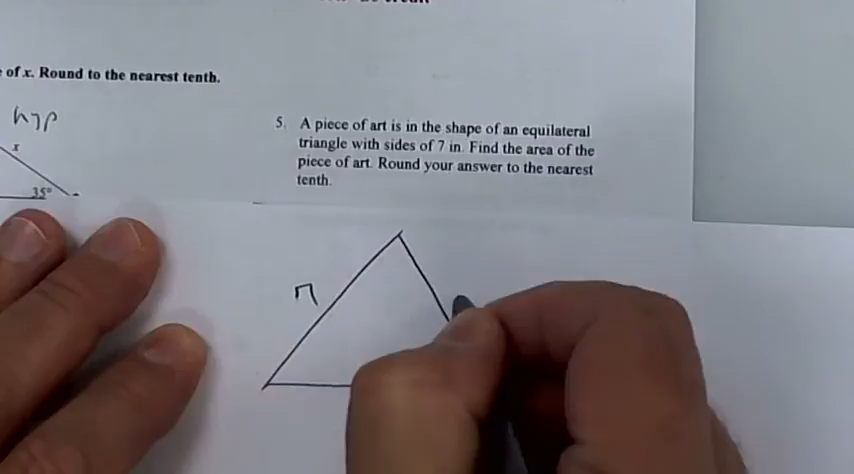 of x. Round to the nearest tenth.
hyp
x
35°
5. A piece of art is in the shape of an equilateral
triangle with sides of 7 in. Find the area of the
piece of art. Round your answer to the nearest
tenth.
7